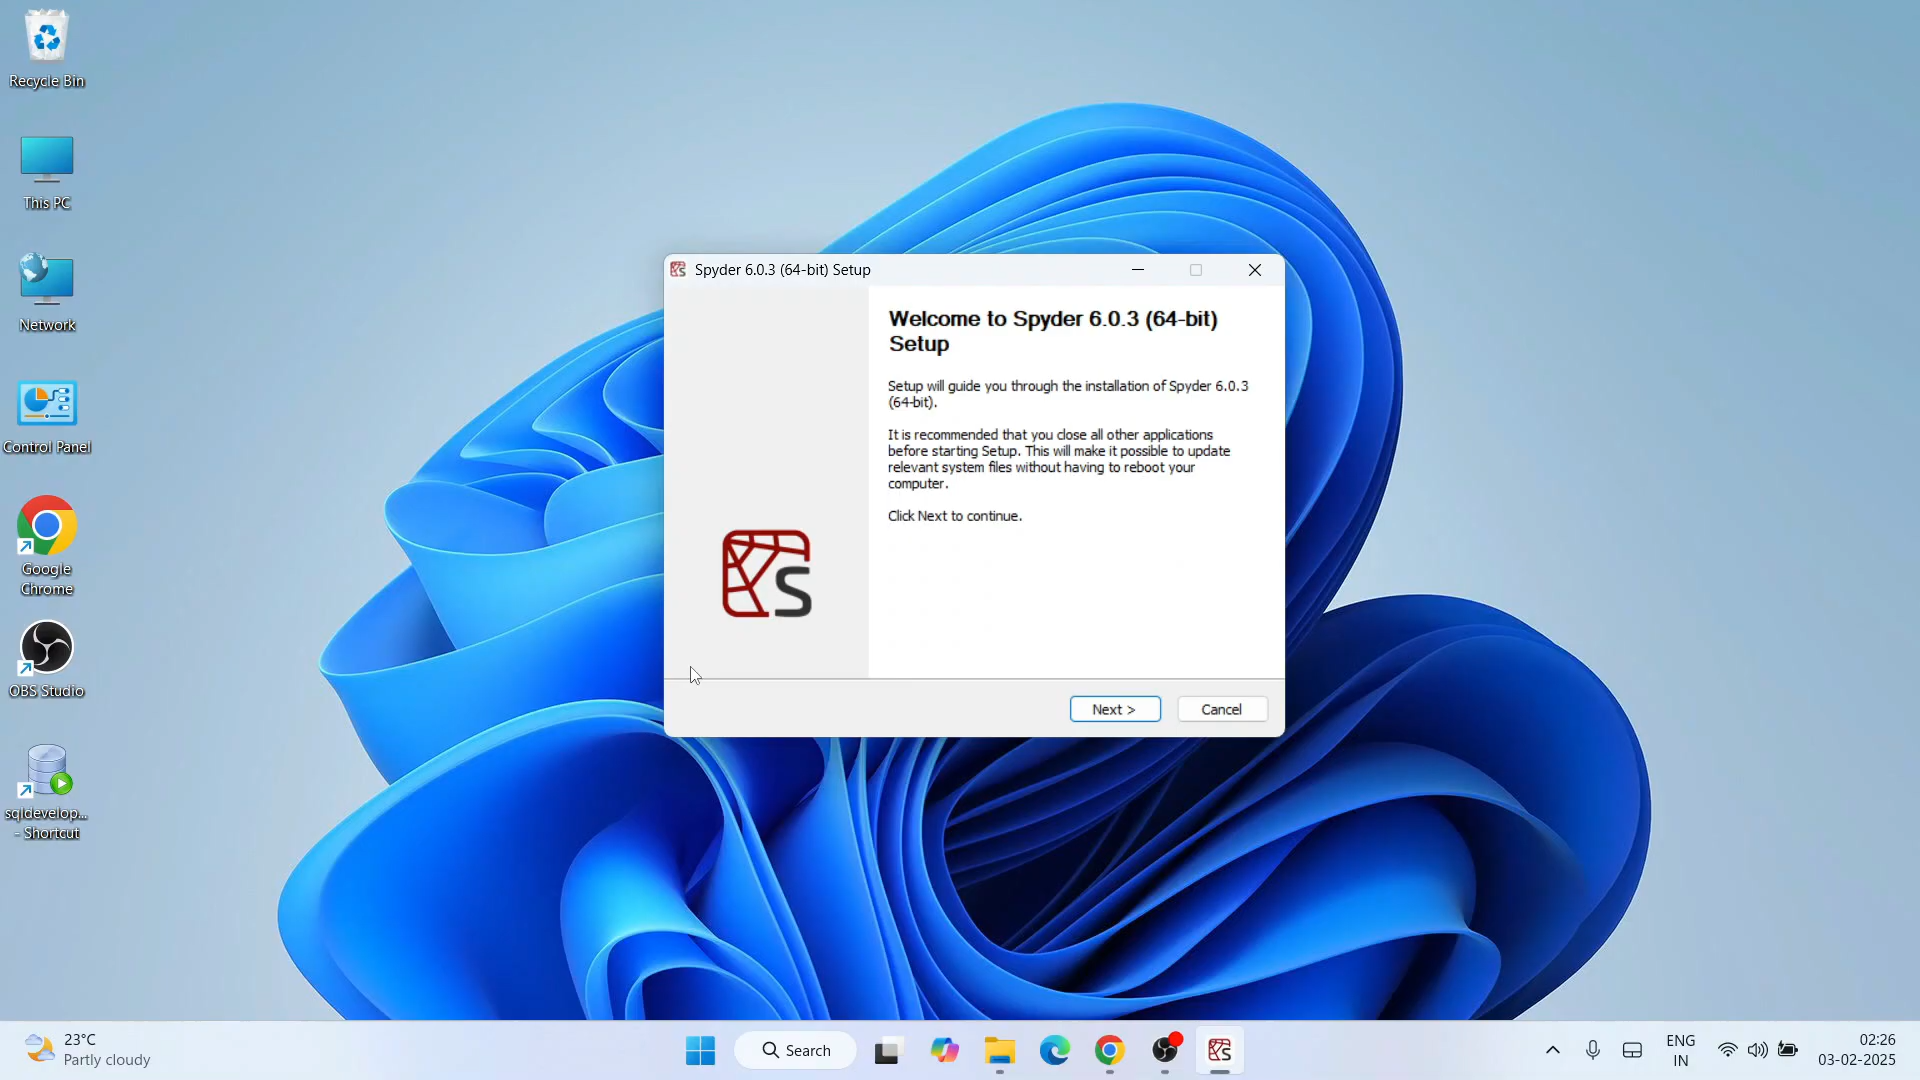 Recycle Bin
This PC
Network
Control Panel
Google
Chrome
OBS Studio
sqldevelop...
- Shortcut
Spyder 6.0.3 (64-bit) Setup
Welcome to Spyder 6.0.3 (64-bit)
Setup
Setup will guide you through the installation of Spyder 6.0.3
(64-bit).
It is recommended that you close all other applications
before starting Setup. This will make it possible to update
relevant system files without having to reboot your
computer.
Click Next to continue.
S
Next >
Cancel
23°C
Partly cloudy
Search
S
ENG
IN
02:26
03-02-2025